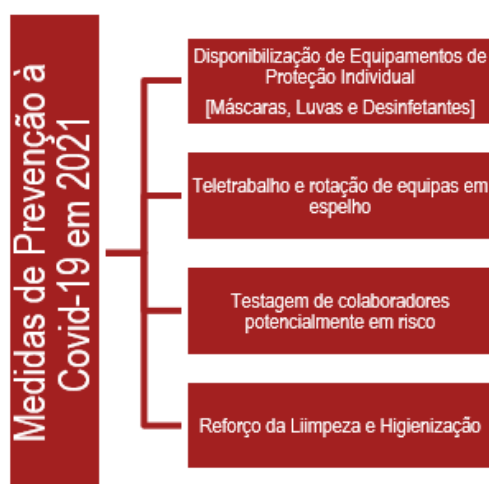 Medidas de Prevenção à
Covid-19 em 2021
Disponibilização de Equipamentos de
Proteção Individual
[Máscaras, Luvas e Desinfetantes]
Teletrabalho e rotação de equipas em
espelho
Testagem de colaboradores
potencialmente em risco
Reforço da Liimpeza e Higienização